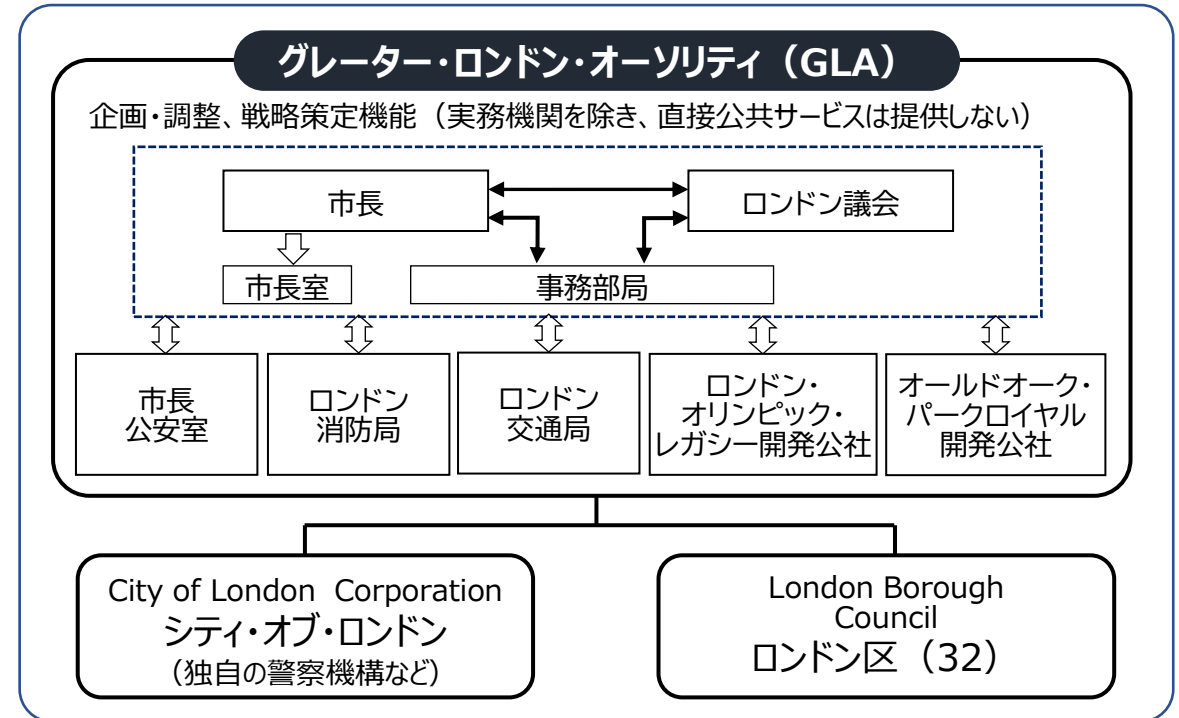 グレーター・ロンドン・オーソリティ（GLA）
企画・調整、戦略策定機能（実務機関を除き、直接公共サービスは提供しない）
市長
ロンドン議会
市長室
事務部局
市長
公安室
ロンドン
消防局
ロンドン
交通局
ロンドン・
オリンピック・
レガシー開発公社
オールドオーク・
パークロイヤル
開発公社
City of London Corporation
シティ・オブ・ロンドン
（独自の警察機構など）
London Borough
Council
ロンドン区（32）